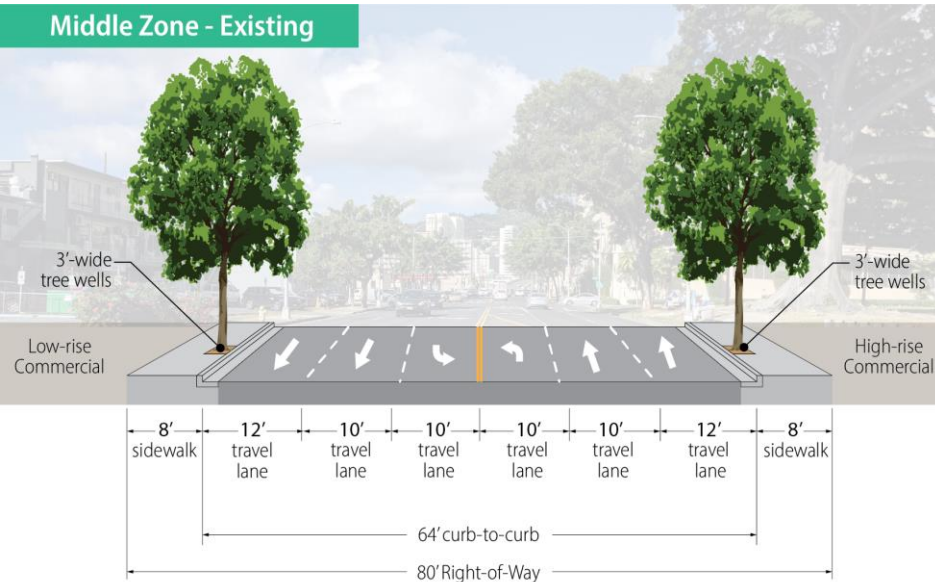 Middle Zone - Existing
3'-wide
tree wells
3'-wide
tree wells
Low-rise
Commercial
High-rise
Commercial
8'
sidewalk
12'
travel
lane
10'
travel
lane
10'
travel
lane
10'
travel
lane
10'
travel
lane
12'
travel
lane
8'
sidewalk
64' curb-to-curb
80' Right-of-Way